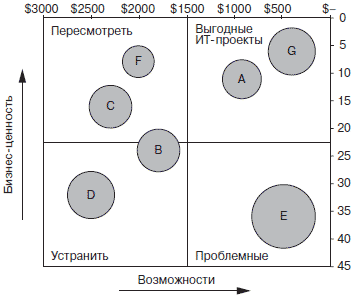 $3000 $2500 $2000 $1500 $1000 $500 $–
Пересмотреть
Выгодные
ИТ-проекты
F
G
A
C
B
D
E
Устранить
Проблемные
0
5
10
15
20
25
30
35
40
45
Бизнес-ценность
Возможности